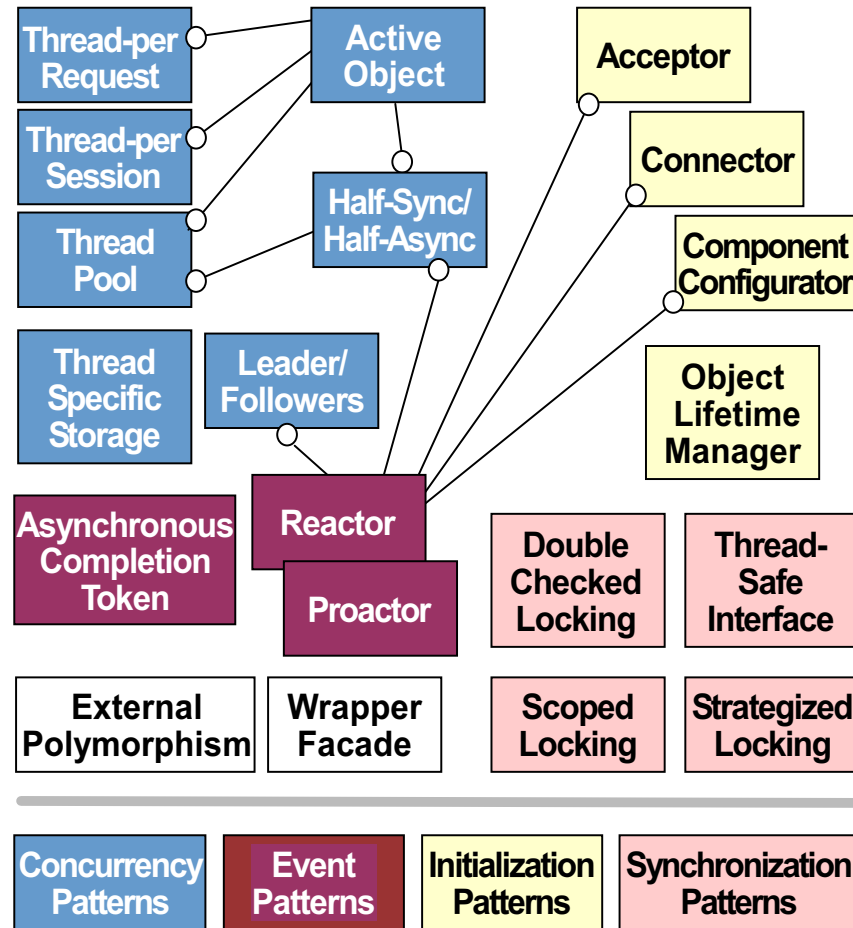 Thread-per
Request
Active
Object
Acceptor
Thread-per
Session
Connector
Half-Sync/
Half-Async
Thread
Pool
Component
Configurator
Thread
Specific
Storage
Leader/
Followers
Object
Lifetime
Manager
Asynchronous
Completion
Token
Reactor
Proactor
Double
Checked
Locking
Thread-
Safe
Interface
External
Polymorphism
Wrapper
Facade
Scoped
Locking
Strategized
Locking
Concurrency
Patterns
Event
Patterns
Initialization
Patterns
Synchronization
Patterns